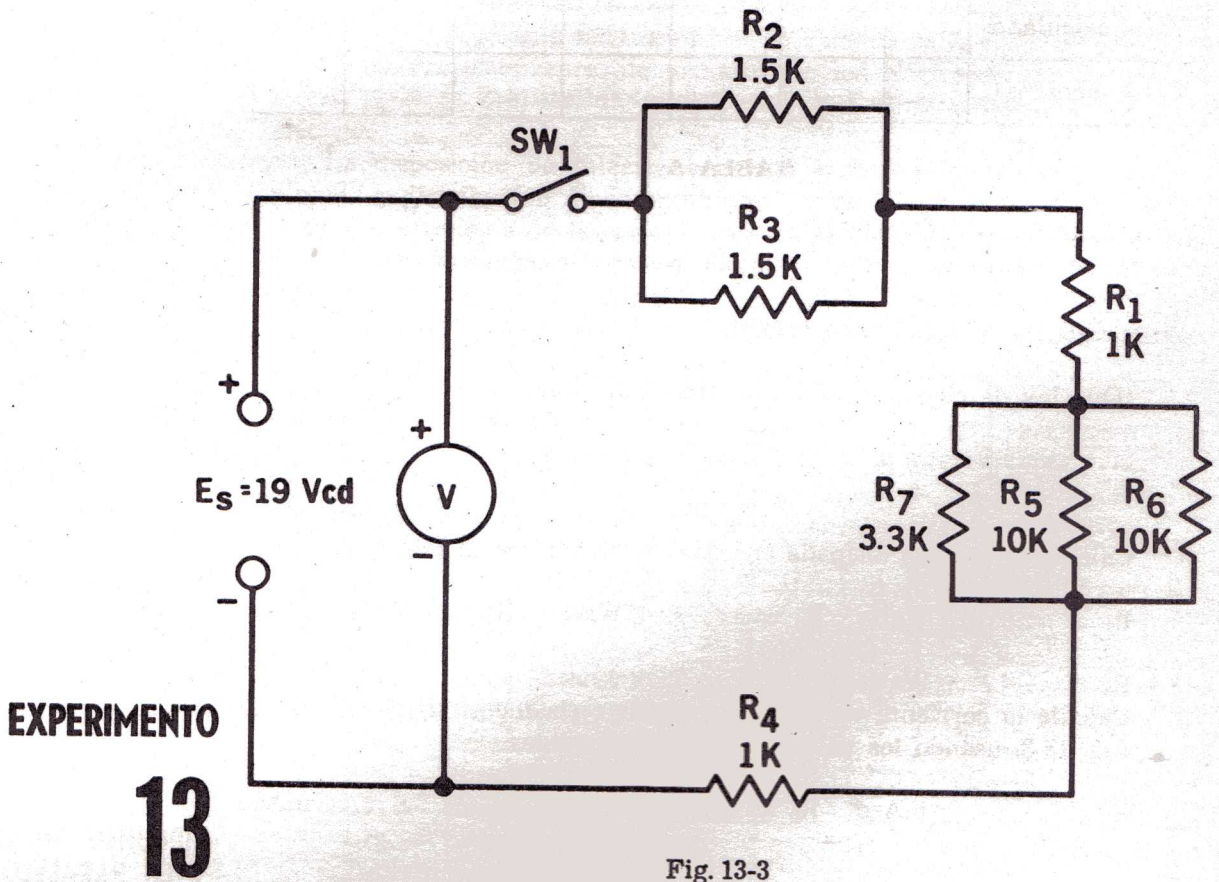 R2
1.5K
SW1
R3
1.5K
R1
1K
+
+
Es=19 Vcd
V
R7
3.3K
R5
10K
R6
10K
-
-
EXPERIMENTO
13
R4
1K
Fig. 13-3